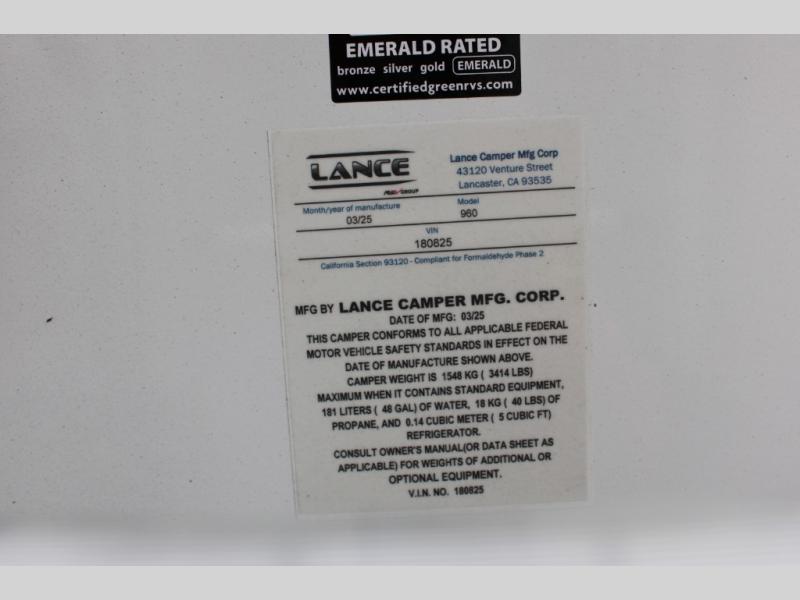 EMERALD RATED
bronze silver gold EMERALD
www.certifiedgreenrvs.com
LANCE
Lance Camper Mfg Corp
43120 Venture Street
Lancaster, CA 93535
Month/year of manufacture
Model
03/25
960
VIN
180825
California Section 93120 - Compliant for Formaldehyde Phase 2
MFG BY LANCE CAMPER MFG. CORP.
DATE OF MFG: 03/25
THIS CAMPER CONFORMS TO ALL APPLICABLE FEDERAL
MOTOR VEHICLE SAFETY STANDARDS IN EFFECT ON THE
DATE OF MANUFACTURE SHOWN ABOVE.
CAMPER WEIGHT IS 1548 KG ( 3414 LBS)
MAXIMUM WHEN IT CONTAINS STANDARD EQUIPMENT,
181 LITERS ( 48 GAL) OF WATER, 18 KG ( 40 LBS) OF
PROPANE, AND 0.14 CUBIC METER ( 5 CUBIC FT)
REFRIGERATOR.
CONSULT OWNER'S MANUAL(OR DATA SHEET AS
APPLICABLE) FOR WEIGHTS OF ADDITIONAL OR
OPTIONAL EQUIPMENT.
V.I.N. NO. 180825